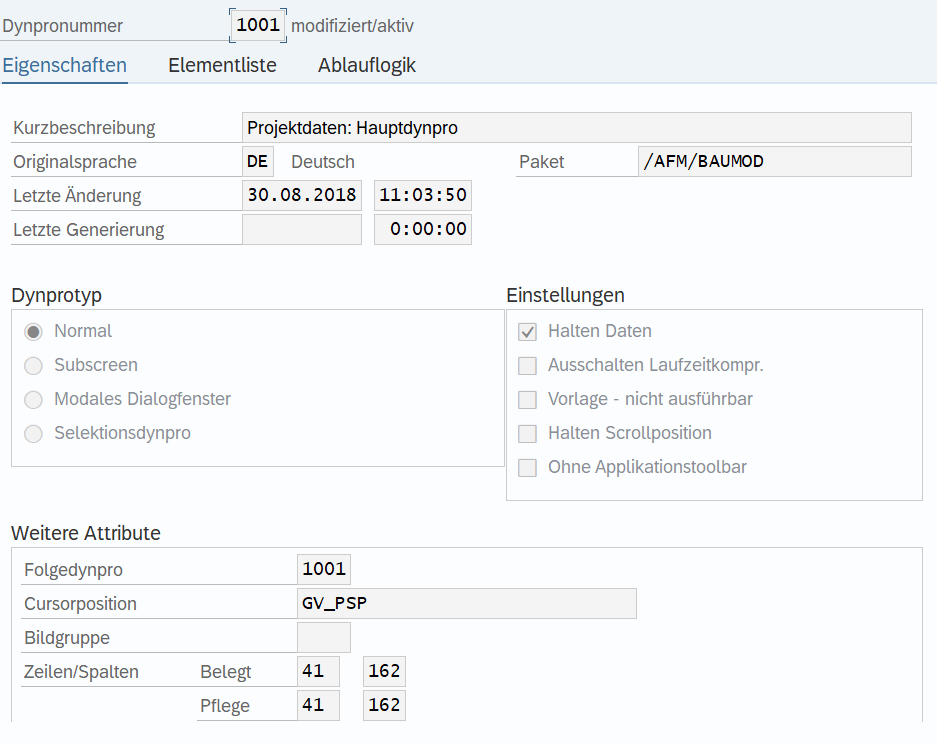 Dynpronummer 1001 modifiziert/aktiv
Eigenschaften Elementliste Ablauflogik
Kurzbeschreibung Projektdaten: Hauptdynpro
Originalsprache DE Deutsch Paket /AFM/BAUMOD
Letzte Änderung 30.08.2018 11:03:50
Letzte Generierung 0:00:00
Dynprotyp
Normal
Subscreen
Modales Dialogfenster
Selektionsdynpro
Einstellungen
Halten Daten
Ausschalten Laufzeitkompr.
Vorlage - nicht ausführbar
Halten Scrollposition
Ohne Applikationstoolbar
Weitere Attribute
Folgedynpro 1001
Cursorposition GV_PSP
Bildgruppe
Zeilen/Spalten Belegt 41 162
Pflege 41 162